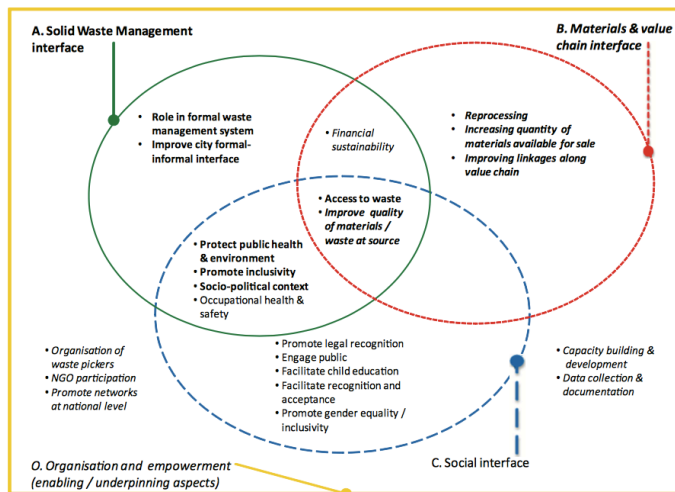 A. Solid Waste Management
interface
B. Materials & value
chain interface
• Role in formal waste
management system
• Improve city formal-
informal interface
• Financial
sustainability
• Reprocessing
• Increasing quantity of
materials available for sale
• Improving linkages along
value chain
• Access to waste
• Improve quality
of materials /
waste at source
• Protect public health
& environment
• Promote inclusivity
• Socio-political context
• Occupational health &
safety
• Organisation of
waste pickers
• NGO participation
• Promote networks
at national level
• Promote legal recognition
• Engage public
• Facilitate child education
• Facilitate recognition and
acceptance
• Promote gender equality /
inclusivity
• Capacity building &
development
• Data collection &
documentation
C. Social interface
O. Organisation and empowerment
(enabling / underpinning aspects)